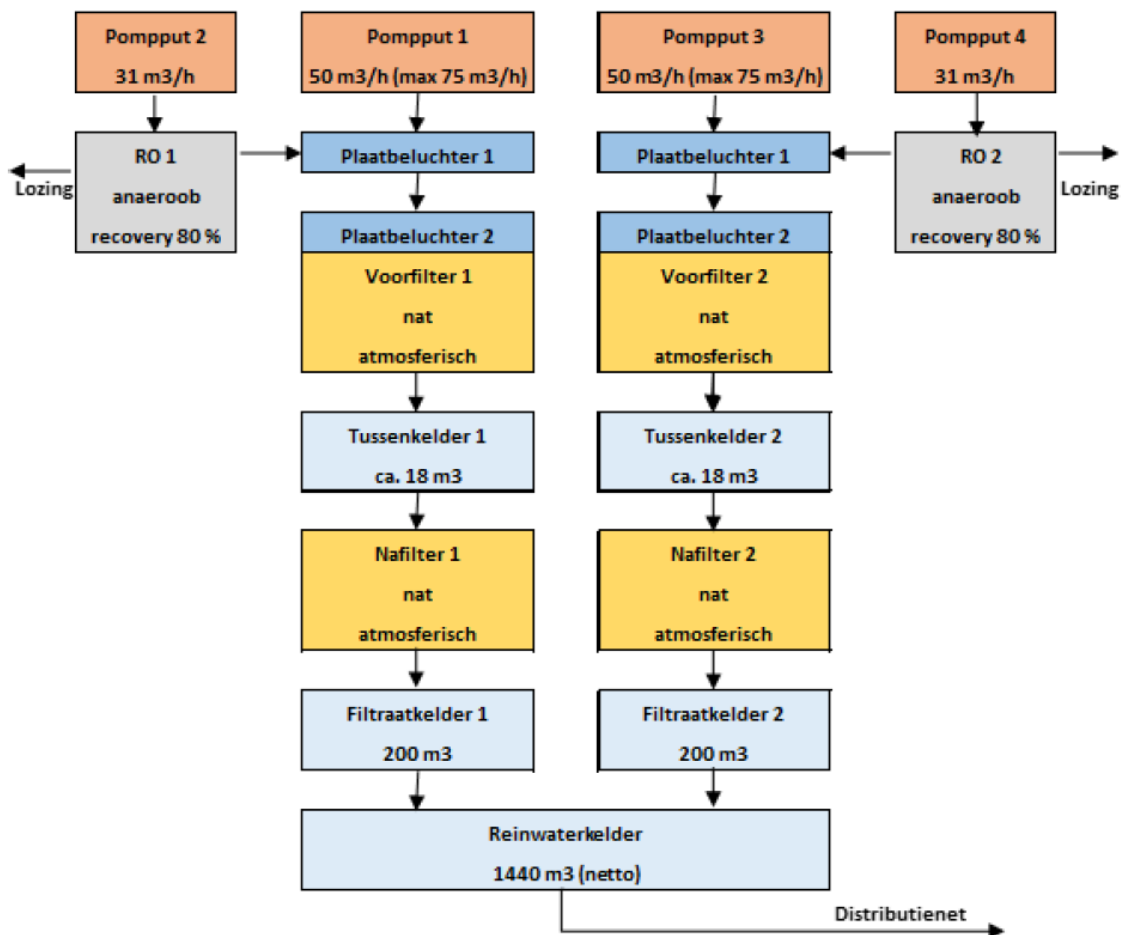 Pompput 2
31 m3/h
Pompput 1
50 m3/h (max 75 m3/h)
Pompput 3
50 m3/h (max 75 m3/h)
Pompput 4
31 m3/h
Lozing
RO 1
anaeroob
recovery 80 %
Plaatbeluchter 1
Plaatbeluchter 1
RO 2
anaeroob
recovery 80 %
Lozing
Plaatbeluchter 2
Voorfilter 1
nat
atmosferisch
Plaatbeluchter 2
Voorfilter 2
nat
atmosferisch
Tussenkelder 1
ca. 18 m3
Tussenkelder 2
ca. 18 m3
Nafilter 1
nat
atmosferisch
Nafilter 2
nat
atmosferisch
Filtraatkelder 1
200 m3
Filtraatkelder 2
200 m3
Reinwaterkelder
1440 m3 (netto)
Distributienet